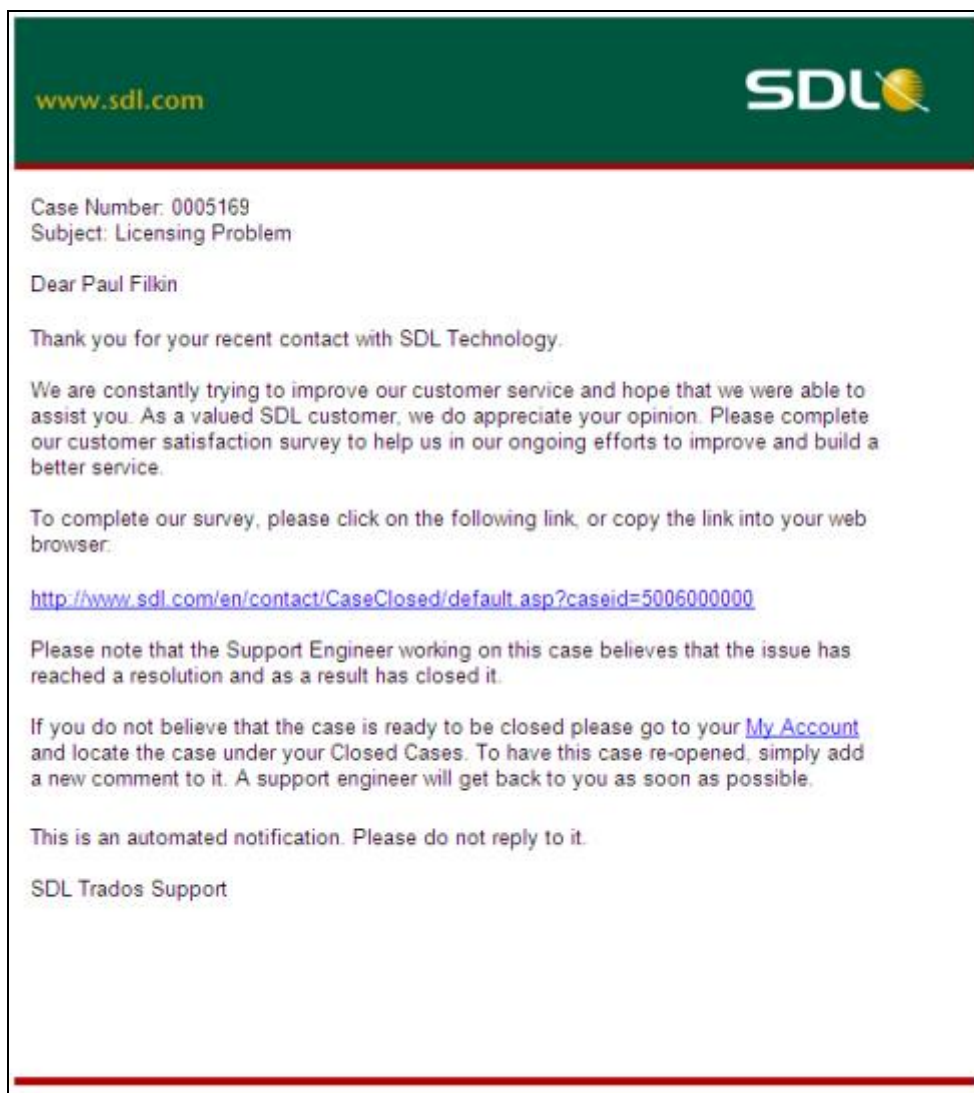 www.sdl.com
SDL
Case Number: 0005169
Subject: Licensing Problem
Dear Paul Filkin
Thank you for your recent contact with SDL Technology.
We are constantly trying to improve our customer service and hope that we were able to
assist you. As a valued SDL customer, we do appreciate your opinion. Please complete
our customer satisfaction survey to help us in our ongoing efforts to improve and build a
better service.
To complete our survey, please click on the following link, or copy the link into your web
browser:
http://www.sdl.com/en/contact/CaseClosed/default.asp?caseid=5006000000
Please note that the Support Engineer working on this case believes that the issue has
reached a resolution and as a result has closed it.
If you do not believe that the case is ready to be closed please go to your My Account
and locate the case under your Closed Cases. To have this case re-opened, simply add
a new comment to it. A support engineer will get back to you as soon as possible.
This is an automated notification. Please do not reply to it.
SDL Trados Support